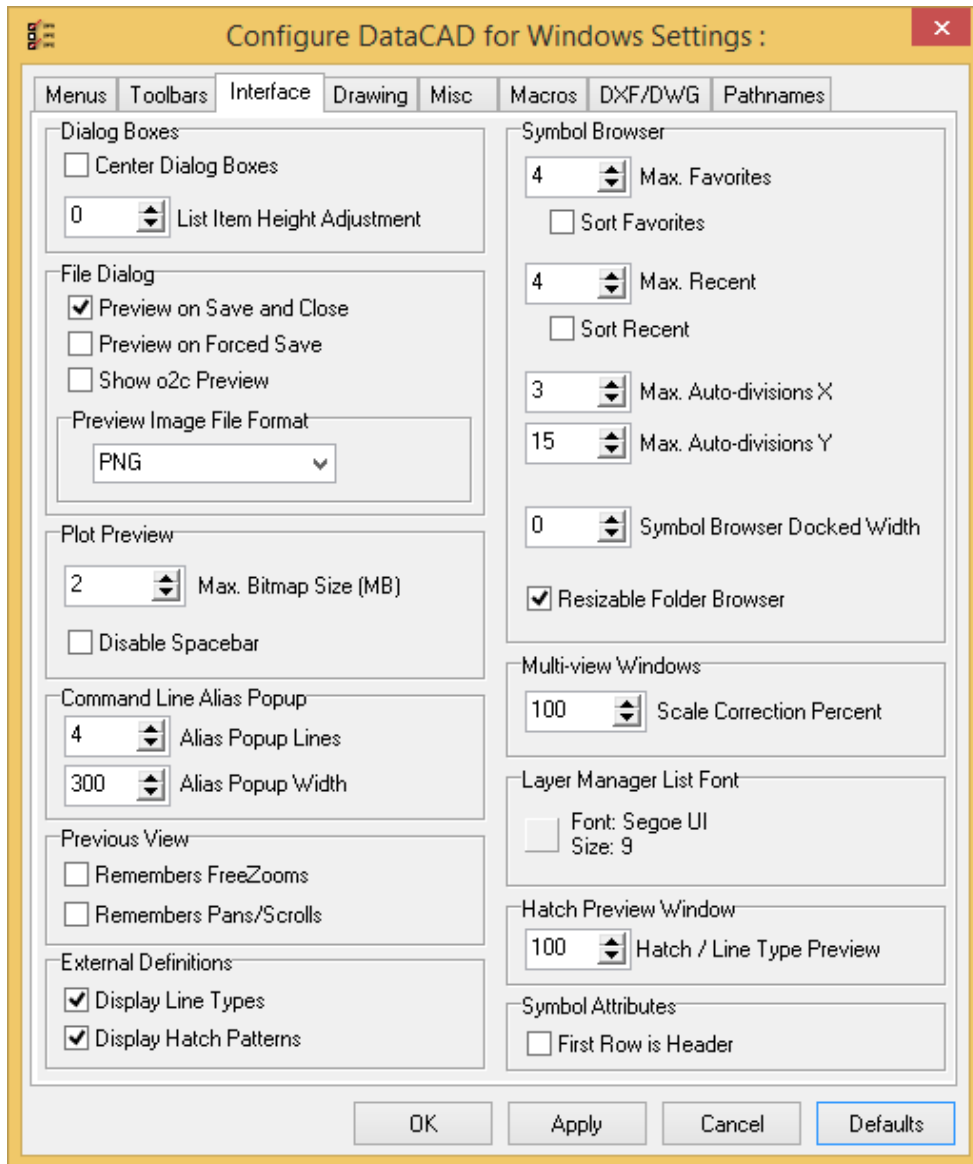 Configure DataCAD for Windows Settings :
Menus Toolbars Interface Drawing Misc Macros DXF/DWG Pathnames
Dialog Boxes
Center Dialog Boxes
0 List Item Height Adjustment
File Dialog
Preview on Save and Close
Preview on Forced Save
Show o2c Preview
Preview Image File Format
PNG
Plot Preview
2 Max. Bitmap Size (MB)
Disable Spacebar
Command Line Alias Popup
4 Alias Popup Lines
300 Alias Popup Width
Previous View
Remembers FreeZooms
Remembers Pans/Scrolls
External Definitions
Display Line Types
Display Hatch Patterns
Symbol Browser
4 Max. Favorites
Sort Favorites
4 Max. Recent
Sort Recent
3 Max. Auto-divisions X
15 Max. Auto-divisions Y
0 Symbol Browser Docked Width
Resizable Folder Browser
Multi-view Windows
100 Scale Correction Percent
Layer Manager List Font
Font: Segoe UI
Size: 9
Hatch Preview Window
100 Hatch / Line Type Preview
Symbol Attributes
First Row is Header
OK Apply Cancel Defaults